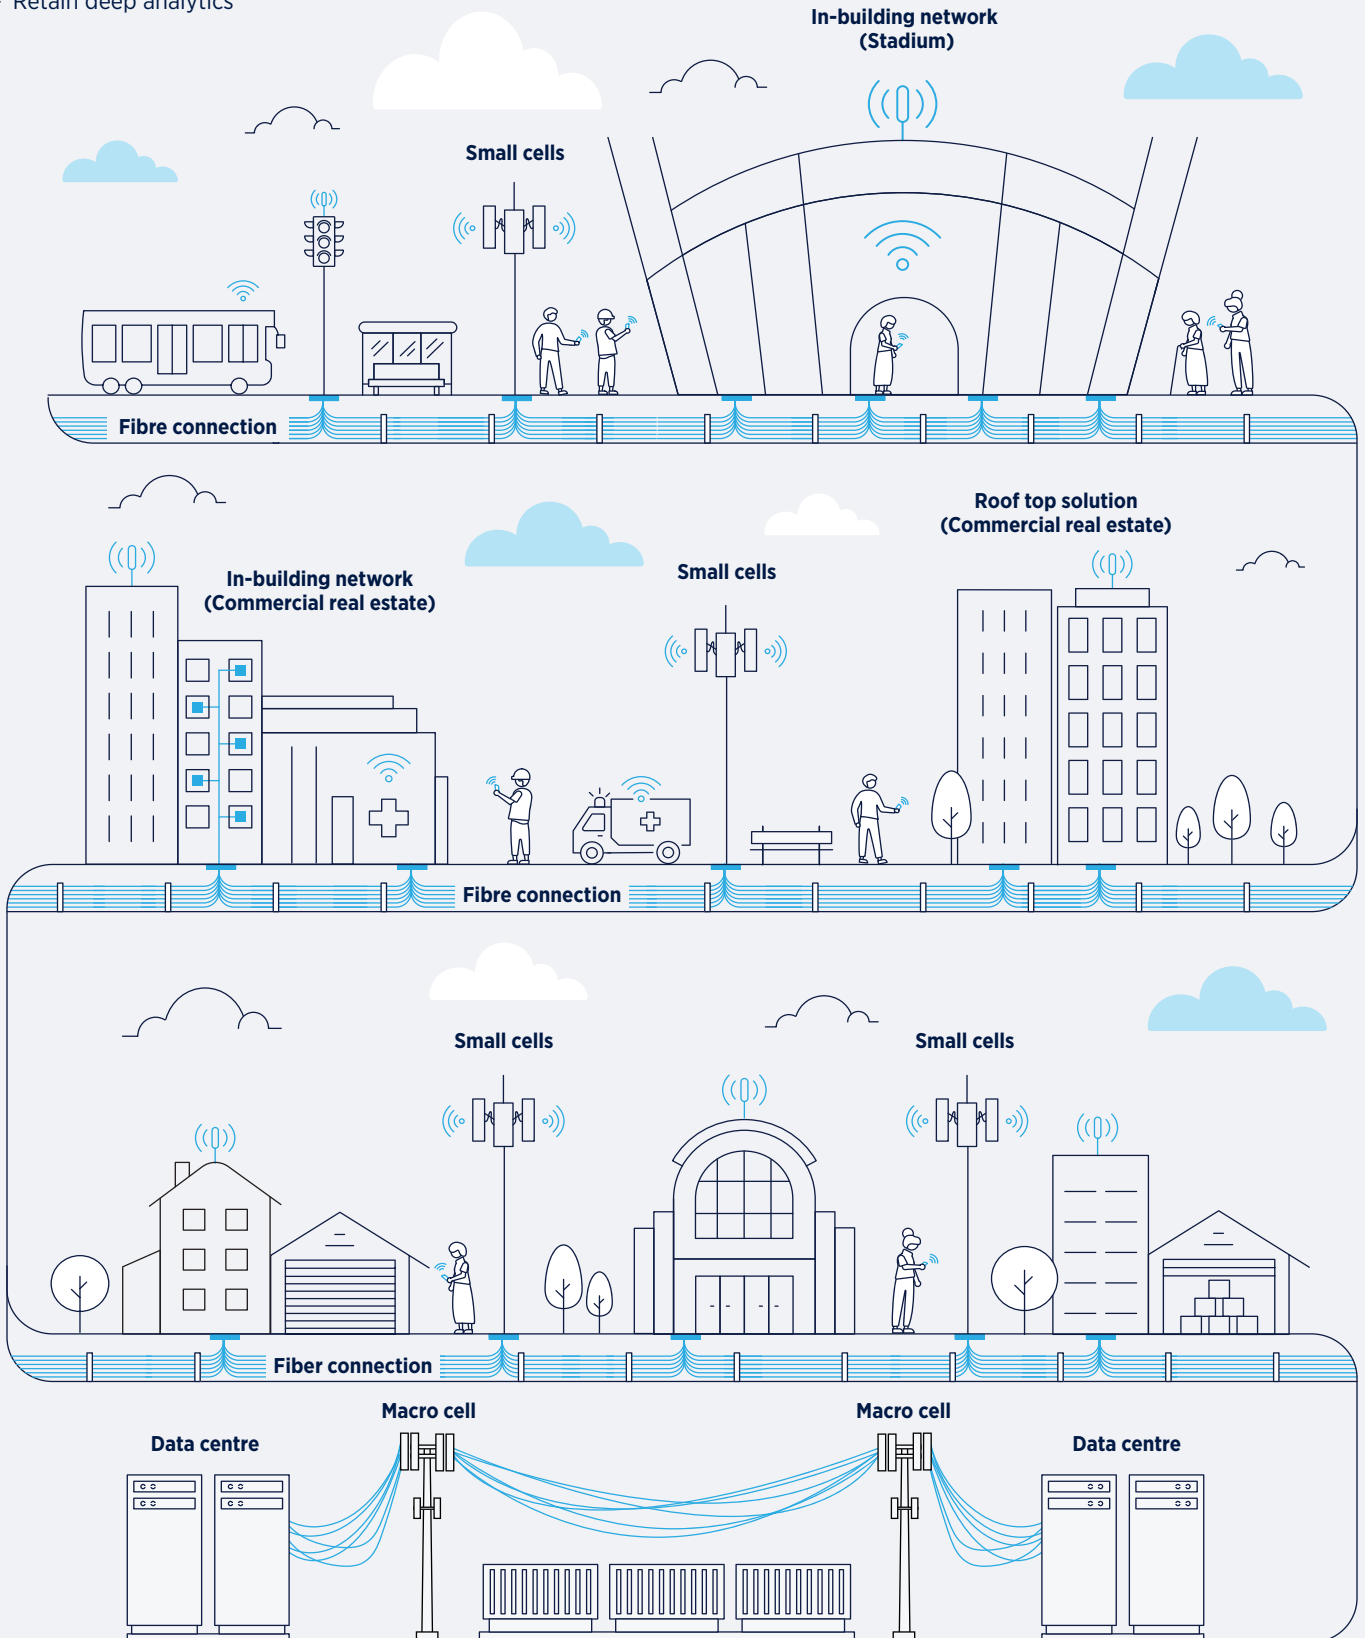 Retain deep analytics
In-building network
(Stadium)
Small cells
Fibre connection
Roof top solution
(Commercial real estate)
In-building network
(Commercial real estate)
Small cells
Fibre connection
Small cells
Small cells
Fiber connection
Macro cell
Macro cell
Data centre
Data centre